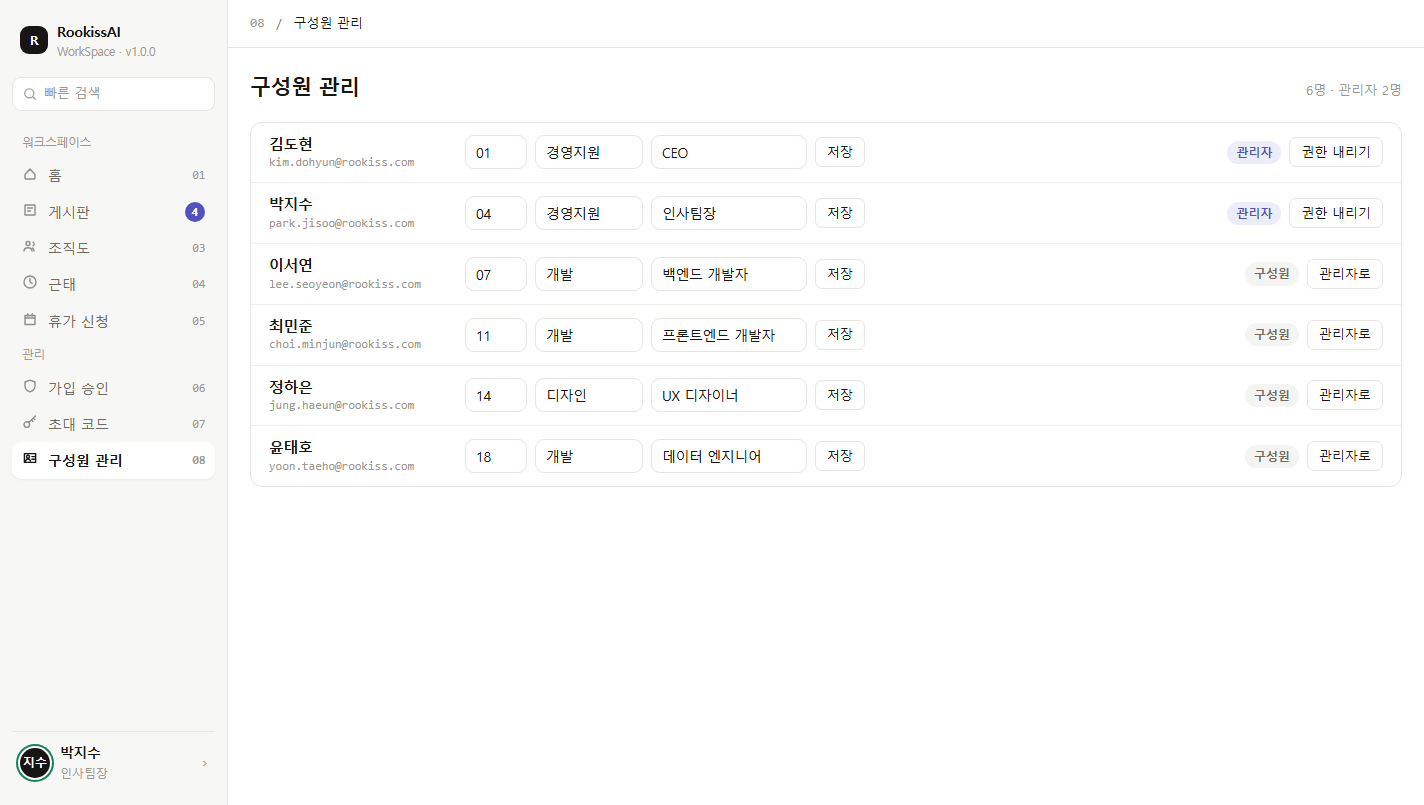 R
RookissAI
WorkSpace · v1.0.0
빠른 검색
워크스페이스
홈 01
게시판 4
조직도 03
근태 04
휴가 신청 05
관리
가입 승인 06
초대 코드 07
구성원 관리 08
지수
박지수
인사팀장
›
08 / 구성원 관리
구성원 관리
6명 · 관리자 2명
김도현
kim.dohyun@rookiss.com
01 경영지원 CEO 저장 관리자 권한 내리기
박지수
park.jisoo@rookiss.com
04 경영지원 인사팀장 저장 관리자 권한 내리기
이서연
lee.seoyeon@rookiss.com
07 개발 백엔드 개발자 저장 구성원 관리자로
최민준
choi.minjun@rookiss.com
11 개발 프론트엔드 개발자 저장 구성원 관리자로
정하은
jung.haeun@rookiss.com
14 디자인 UX 디자이너 저장 구성원 관리자로
윤태호
yoon.taeho@rookiss.com
18 개발 데이터 엔지니어 저장 구성원 관리자로